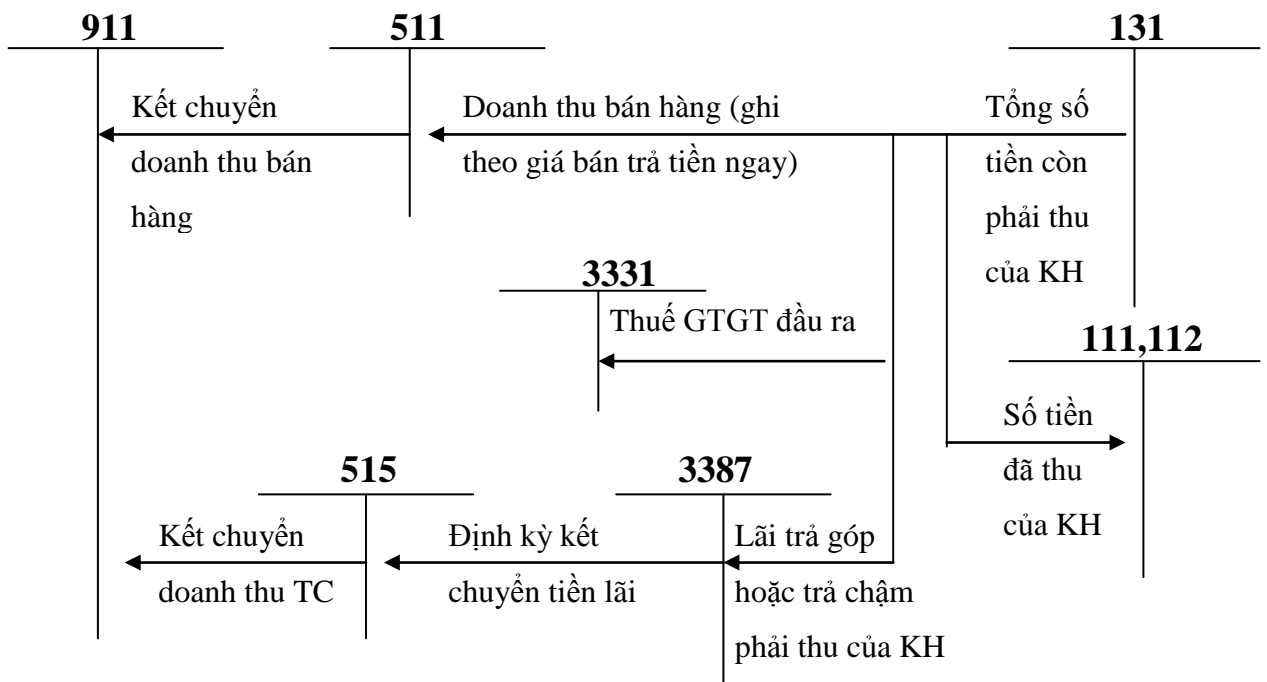 911
511
131
Kết chuyển
doanh thu bán
hàng
Doanh thu bán hàng (ghi
theo giá bán trả tiền ngay)
Tổng số
tiền còn
phải thu
của KH
3331
Thuế GTGT đầu ra
111,112
Số tiền
đã thu
của KH
515
3387
Kết chuyển
doanh thu TC
Định kỳ kết
chuyển tiền lãi
Lãi trả góp
hoặc trả chậm
phải thu của KH